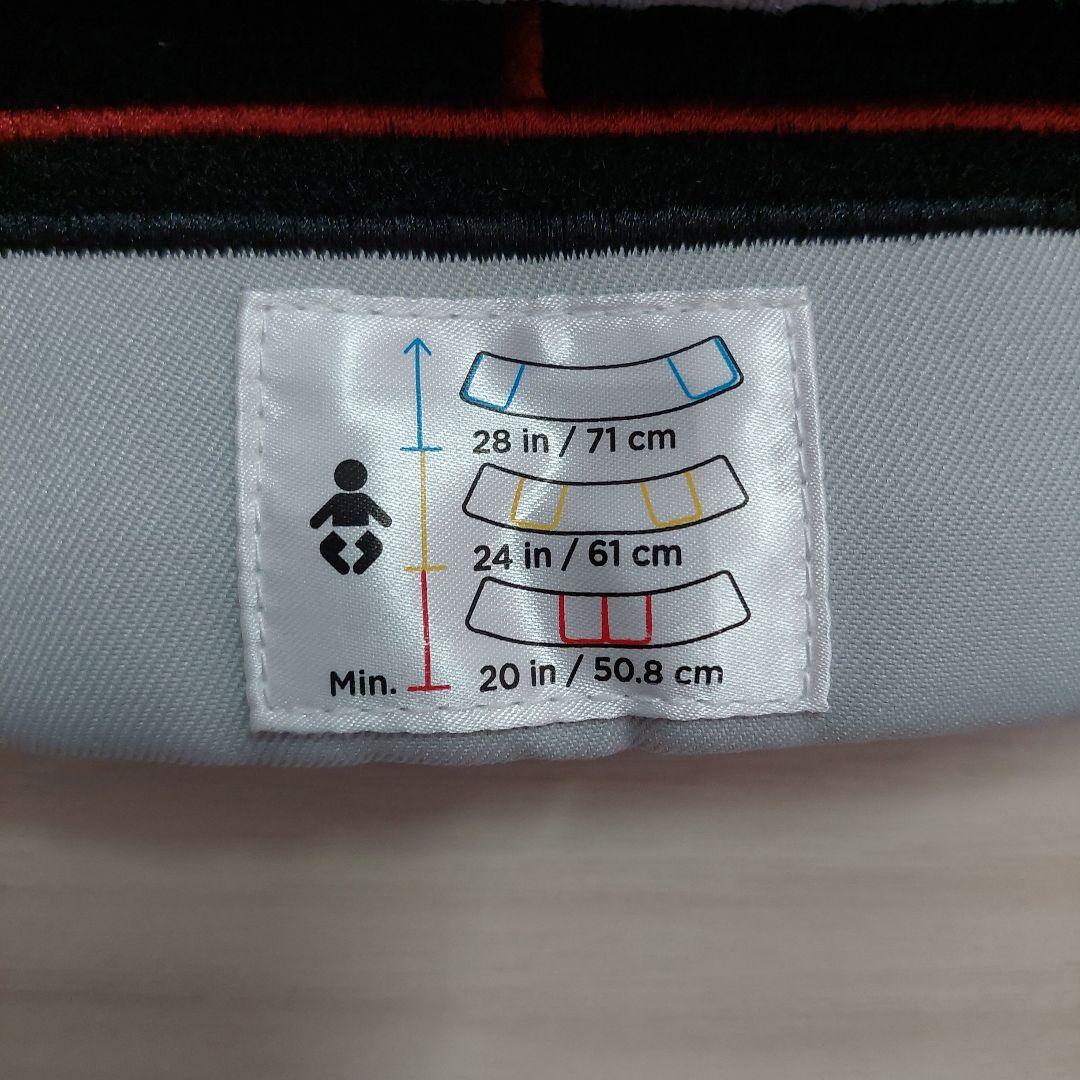 28 in / 71 cm
24 in / 61 cm
Min. 20 in / 50.8 cm